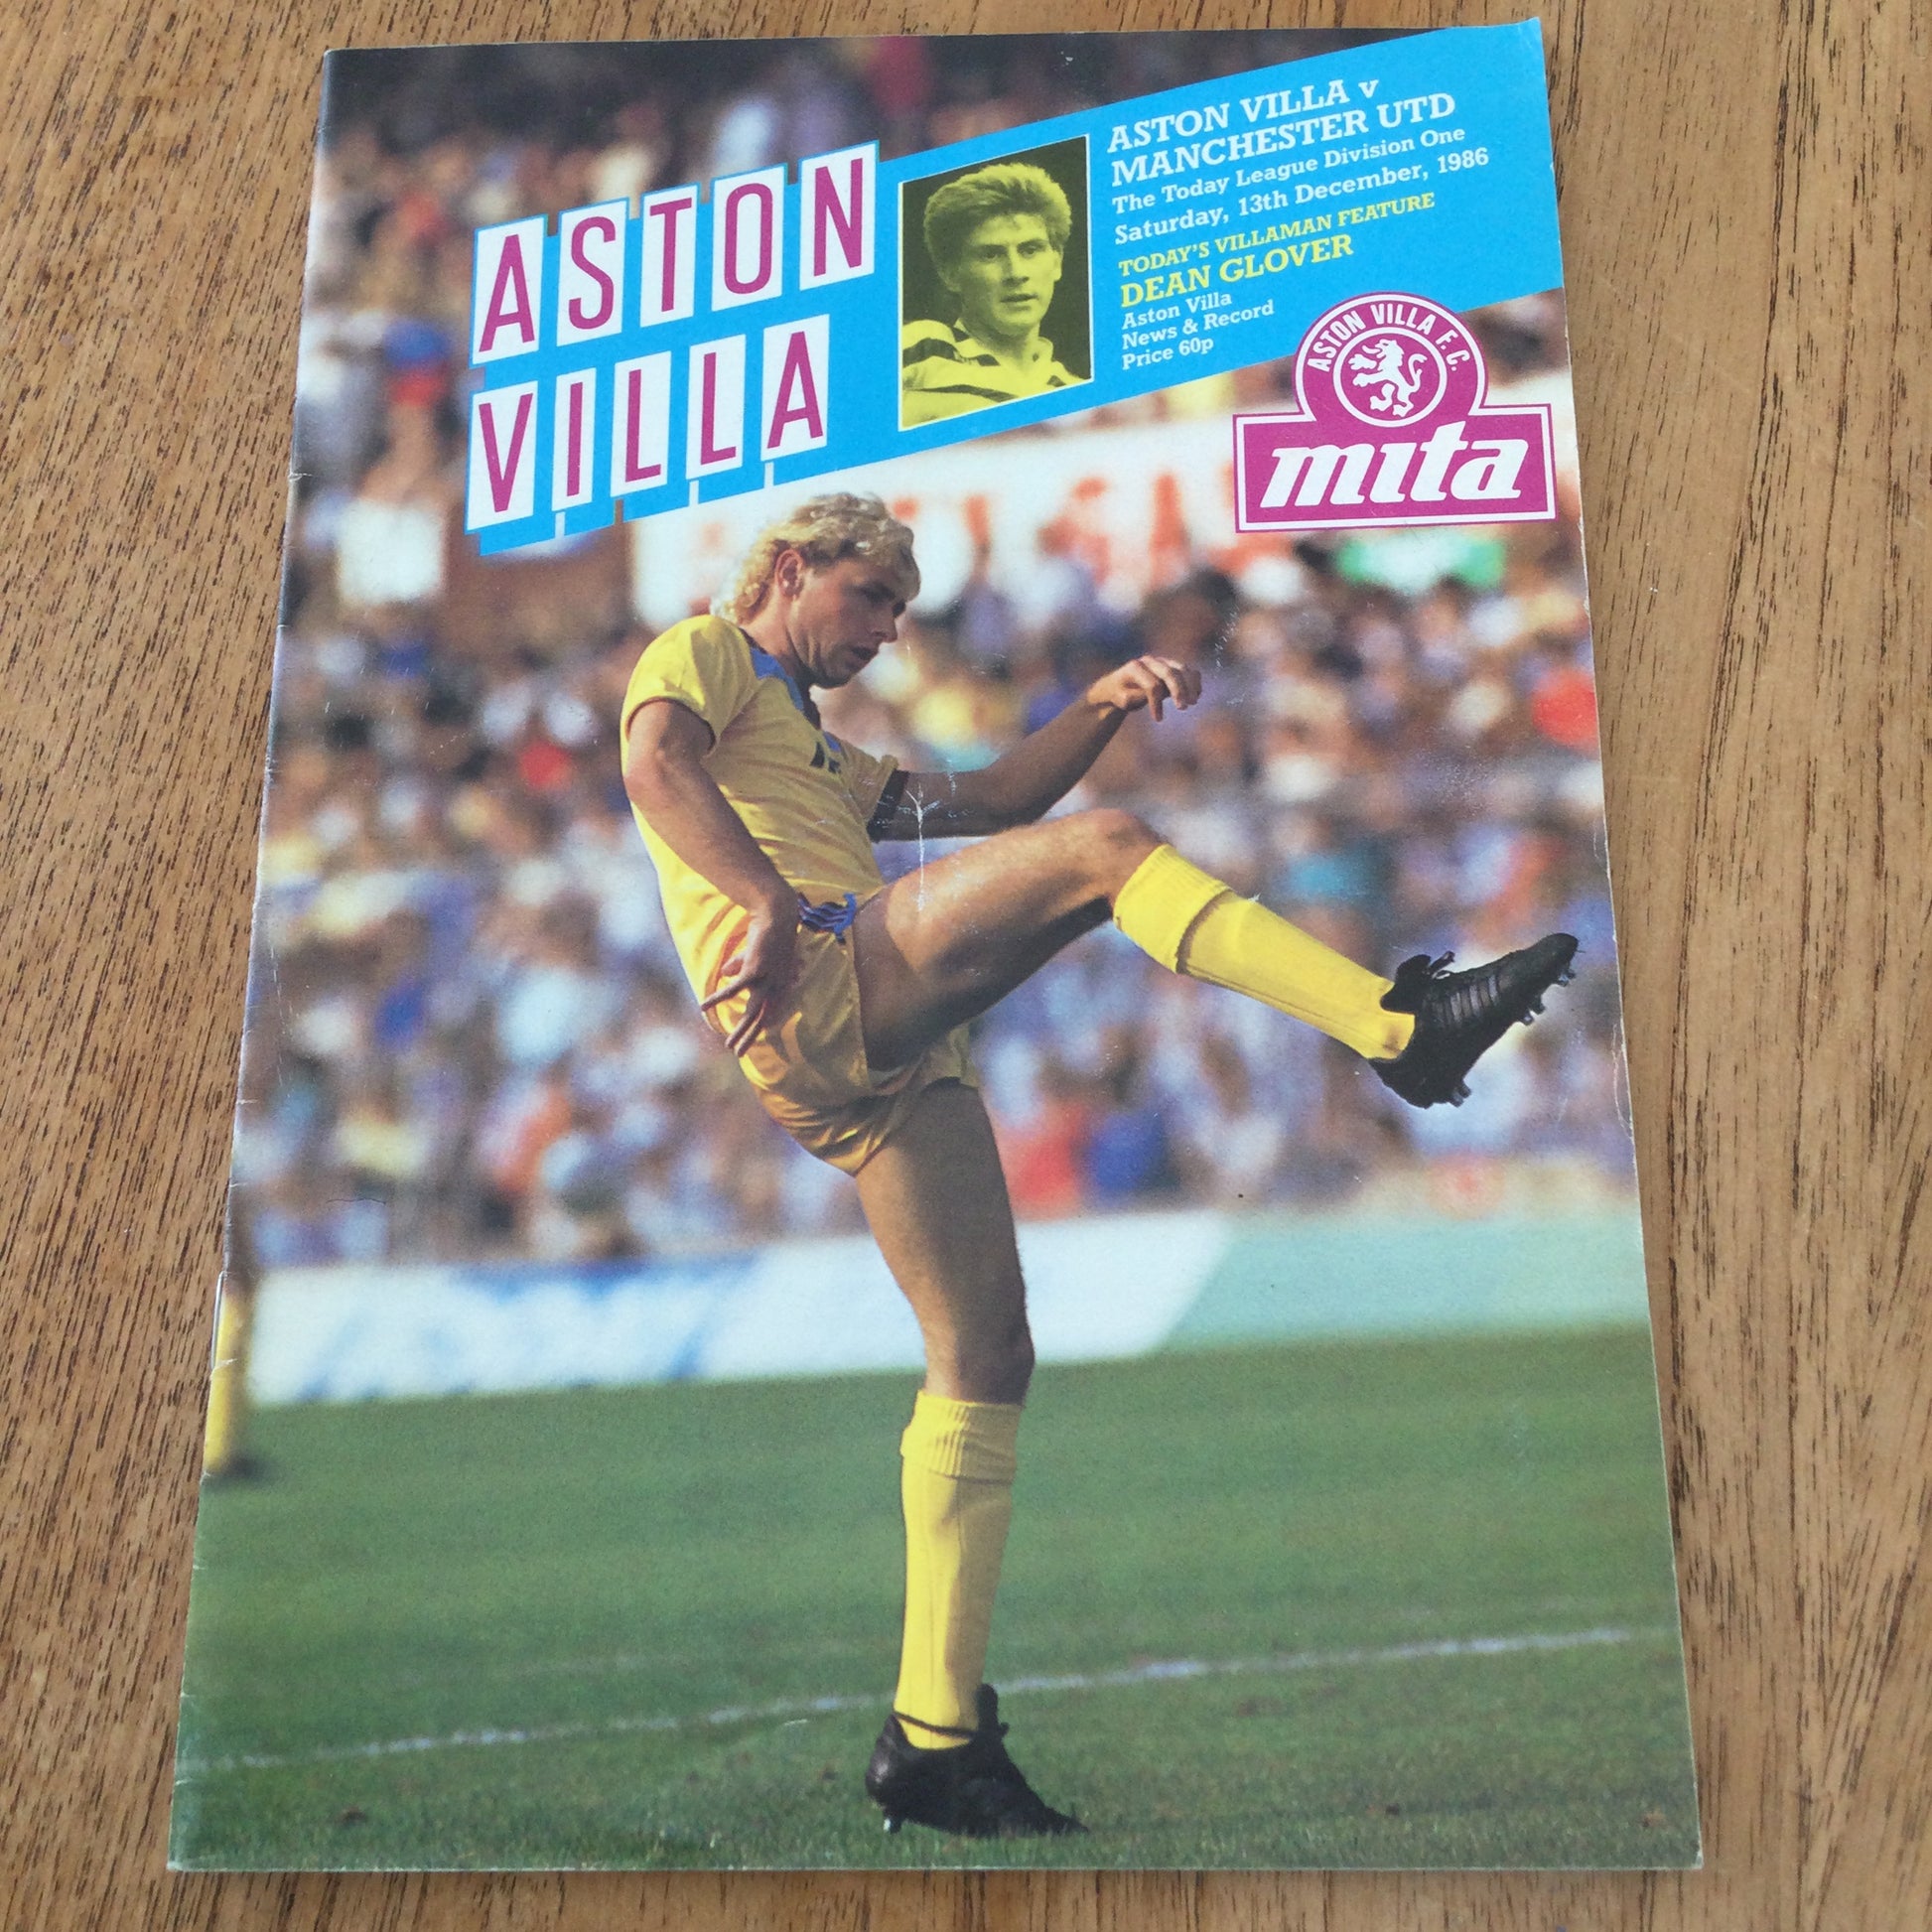 ASTON
VILLA
ASTON VILLA v
MANCHESTER UTD
The Today League Division One
Saturday, 13th December, 1986
TODAY'S VILLAMAN FEATURE
DEAN GLOVER
Aston Villa
News & Record
Price 60p
ASTON VILLA F.C.
mita